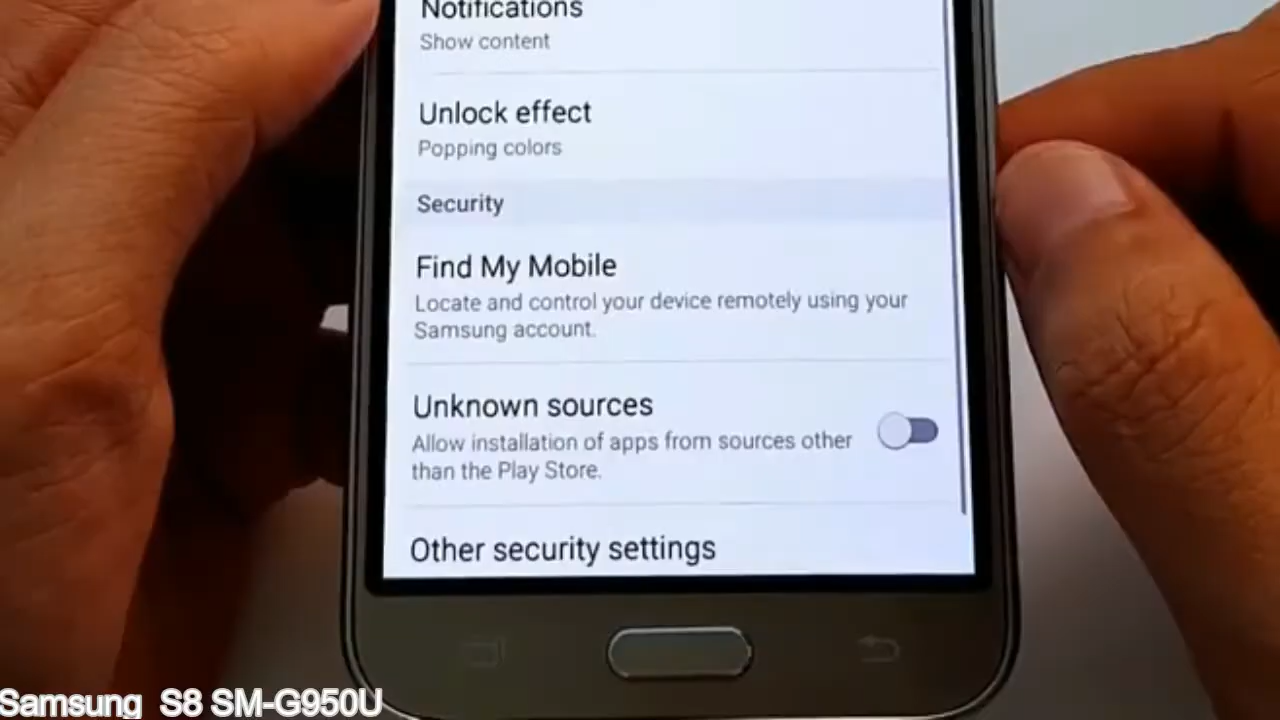 Notifications
Show content
Unlock effect
Popping colors
Security
Find My Mobile
Locate and control your device remotely using your
Samsung account.
Unknown sources
Allow installation of apps from sources other
than the Play Store.
Other security settings
Samsung S8 SM-G950U